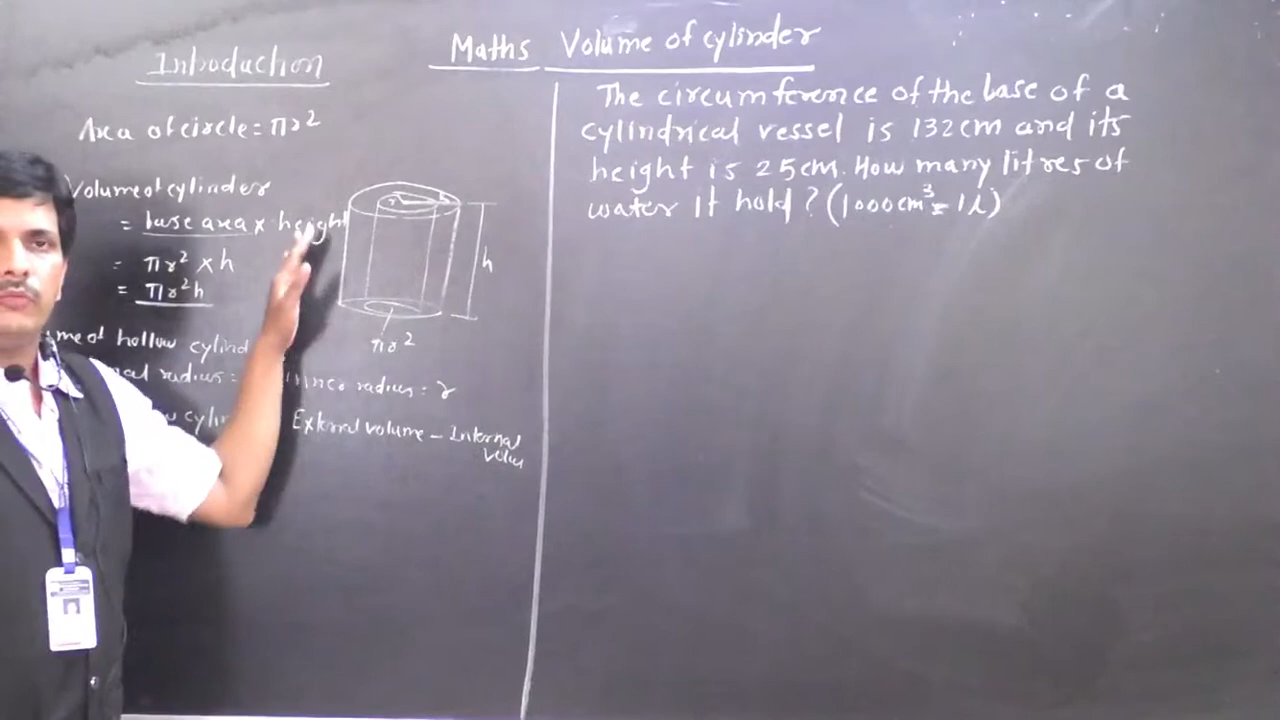 Maths Volume of cylinder
Introduction
Area of circle = πr²
Volume of cylinder
= base area × height
= πr² × h
= πr²h
h
πr²
of hollow
radius = radius = r
External volume – Internal
The circumference of the base of a
cylindrical vessel is 132cm and its
height is 25cm. How many litres of
water it hold? (1000cm³ = 1l)